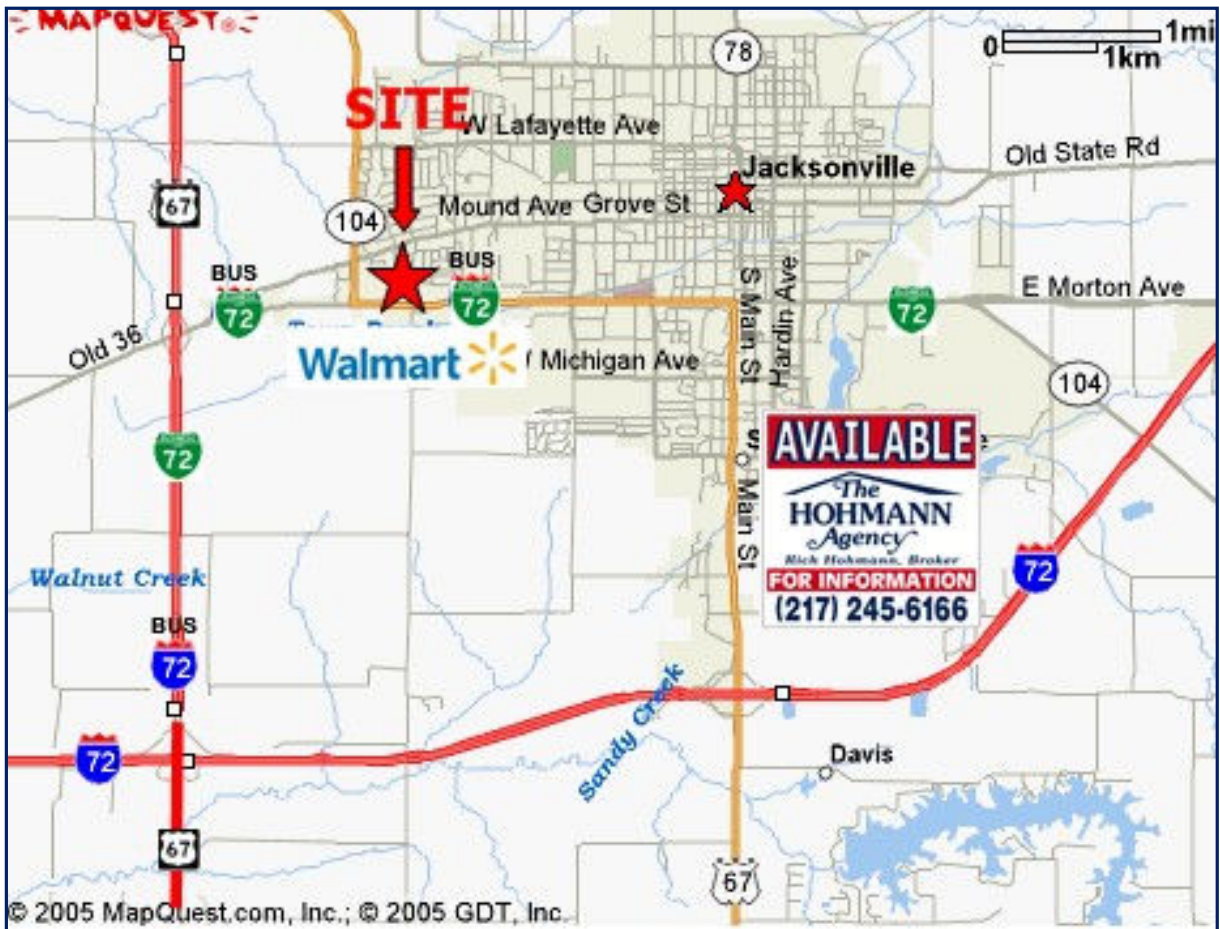 MAPQUEST®
1mi
0
1km
78
SITE
W Lafayette Ave
Old State Rd
Jacksonville
67
104
Mound Ave
Grove St
BUS
72
BUS
72
72
E Morton Ave
S Main St
Hardin Ave
Old 36
Walmart
Michigan Ave
104
72
AVAILABLE
The
HOHMANN
Agency
Rich Hohmann, Broker
FOR INFORMATION
(217) 245-6166
S Main St
72
Walnut Creek
BUS
72
Sandy Creek
72
Davis
67
67
© 2005 MapQuest.com, Inc.; © 2005 GDT, Inc.